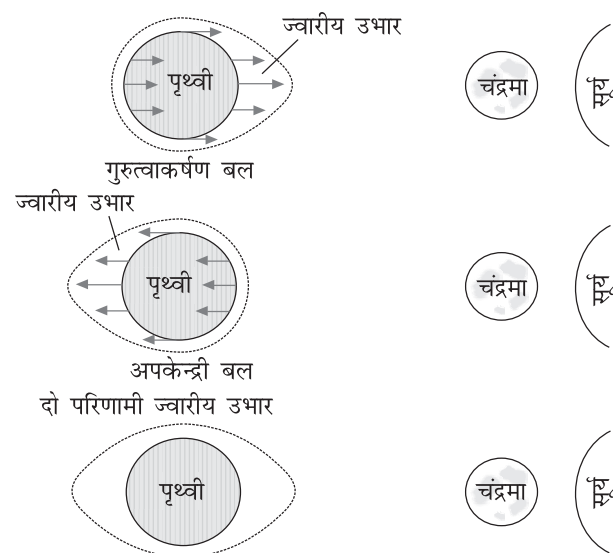 ज्वारीय उभार
पृथ्वी
चंद्रमा
सूर्य
गुरुत्वाकर्षण बल
ज्वारीय उभार
पृथ्वी
चंद्रमा
सूर्य
अपकेन्द्री बल
दो परिणामी ज्वारीय उभार
पृथ्वी
चंद्रमा
सूर्य